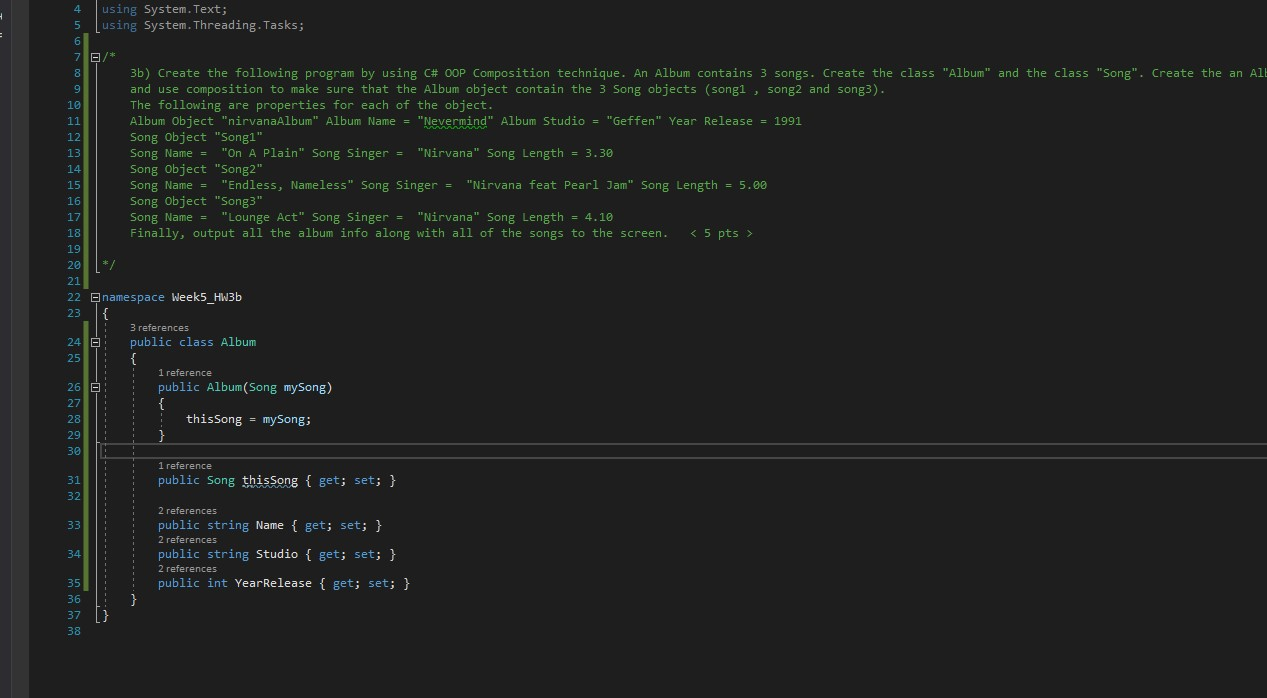 4 using System.Text;
5 using System.Threading.Tasks;
6
7 /*
8 3b) Create the following program by using C# OOP Composition technique. An Album contains 3 songs. Create the class "Album" and the class "Song". Create the an Alb
9 and use composition to make sure that the Album object contain the 3 Song objects (song1 , song2 and song3).
10 The following are properties for each of the object.
11 Album Object "nirvanaAlbum" Album Name = "Nevermind" Album Studio = "Geffen" Year Release = 1991
12 Song Object "Song1"
13 Song Name =  "On A Plain" Song Singer =  "Nirvana" Song Length = 3.30
14 Song Object "Song2"
15 Song Name =  "Endless, Nameless" Song Singer =  "Nirvana feat Pearl Jam" Song Length = 5.00
16 Song Object "Song3"
17 Song Name =  "Lounge Act" Song Singer =  "Nirvana" Song Length = 4.10
18 Finally, output all the album info along with all of the songs to the screen.   < 5 pts >
19
20 */
21
22 namespace Week5_HW3b
23 {
3 references
24 public class Album
25 {
1 reference
26 public Album(Song mySong)
27 {
28 thisSong = mySong;
29 }
30
1 reference
31 public Song thisSong { get; set; }
32
2 references
33 public string Name { get; set; }
2 references
34 public string Studio { get; set; }
2 references
35 public int YearRelease { get; set; }
36 }
37 }
38